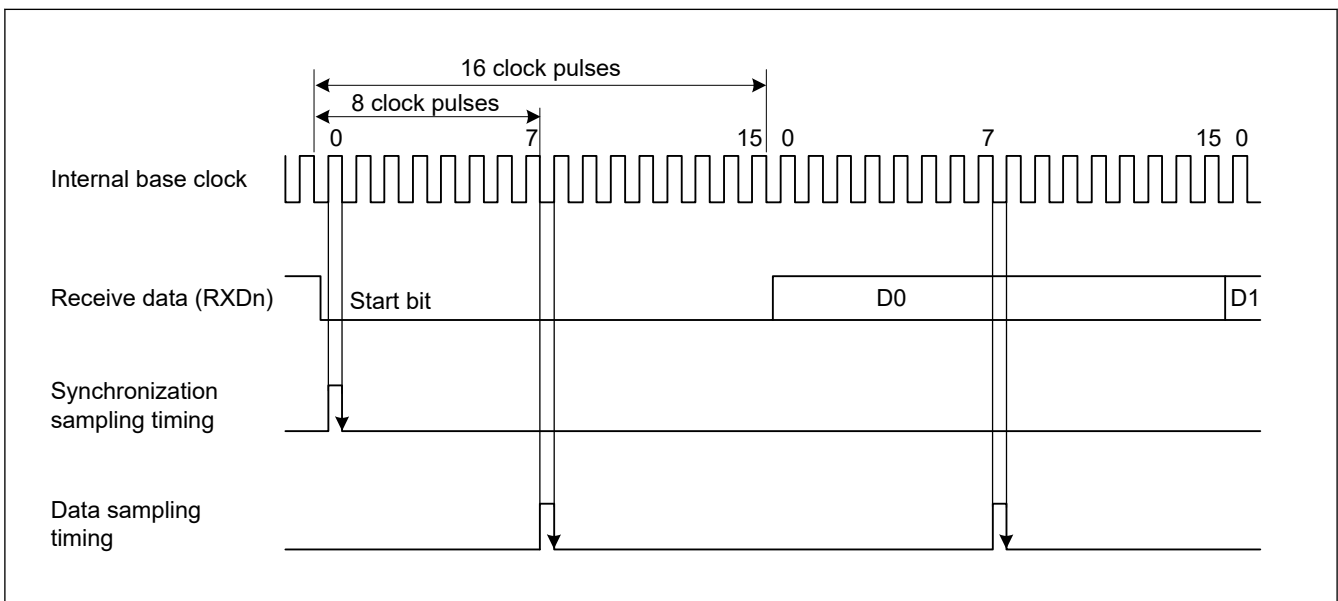 16 clock pulses
8 clock pulses
0 7 15 0 7 15 0
Internal base clock
Receive data (RXDn)
Start bit
D0
D1
Synchronization
sampling timing
Data sampling
timing